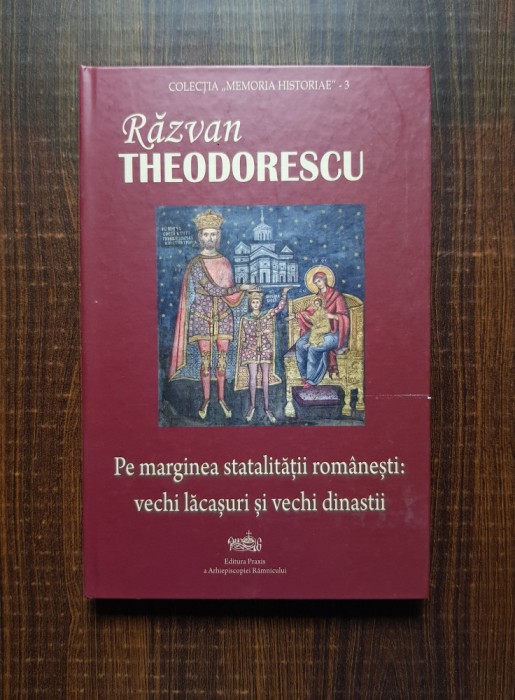 COLECȚIA „MEMORIA HISTORIAE” - 3
Răzvan
THEODORESCU
Pe marginea statalității românești:
vechi lăcașuri și vechi dinastii
Editura Praxis
a Arhiepiscopiei Râmnicului